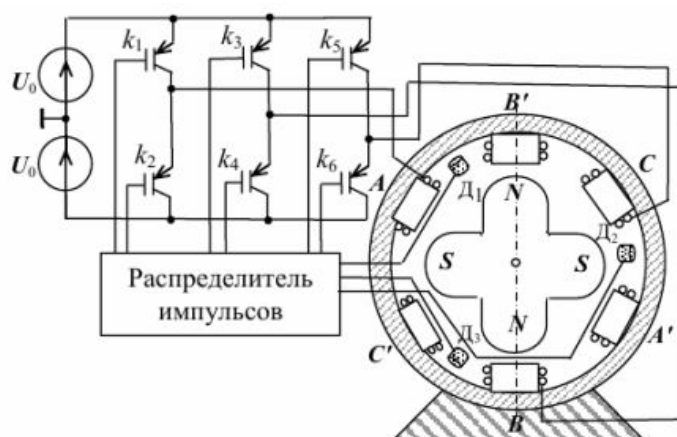 k1
k3
k5
U0
B'
k2
k4
k6
A
C
U0
Д1
N
Д2
S
S
Распределитель
импульсов
N
Д3
C'
A'
B